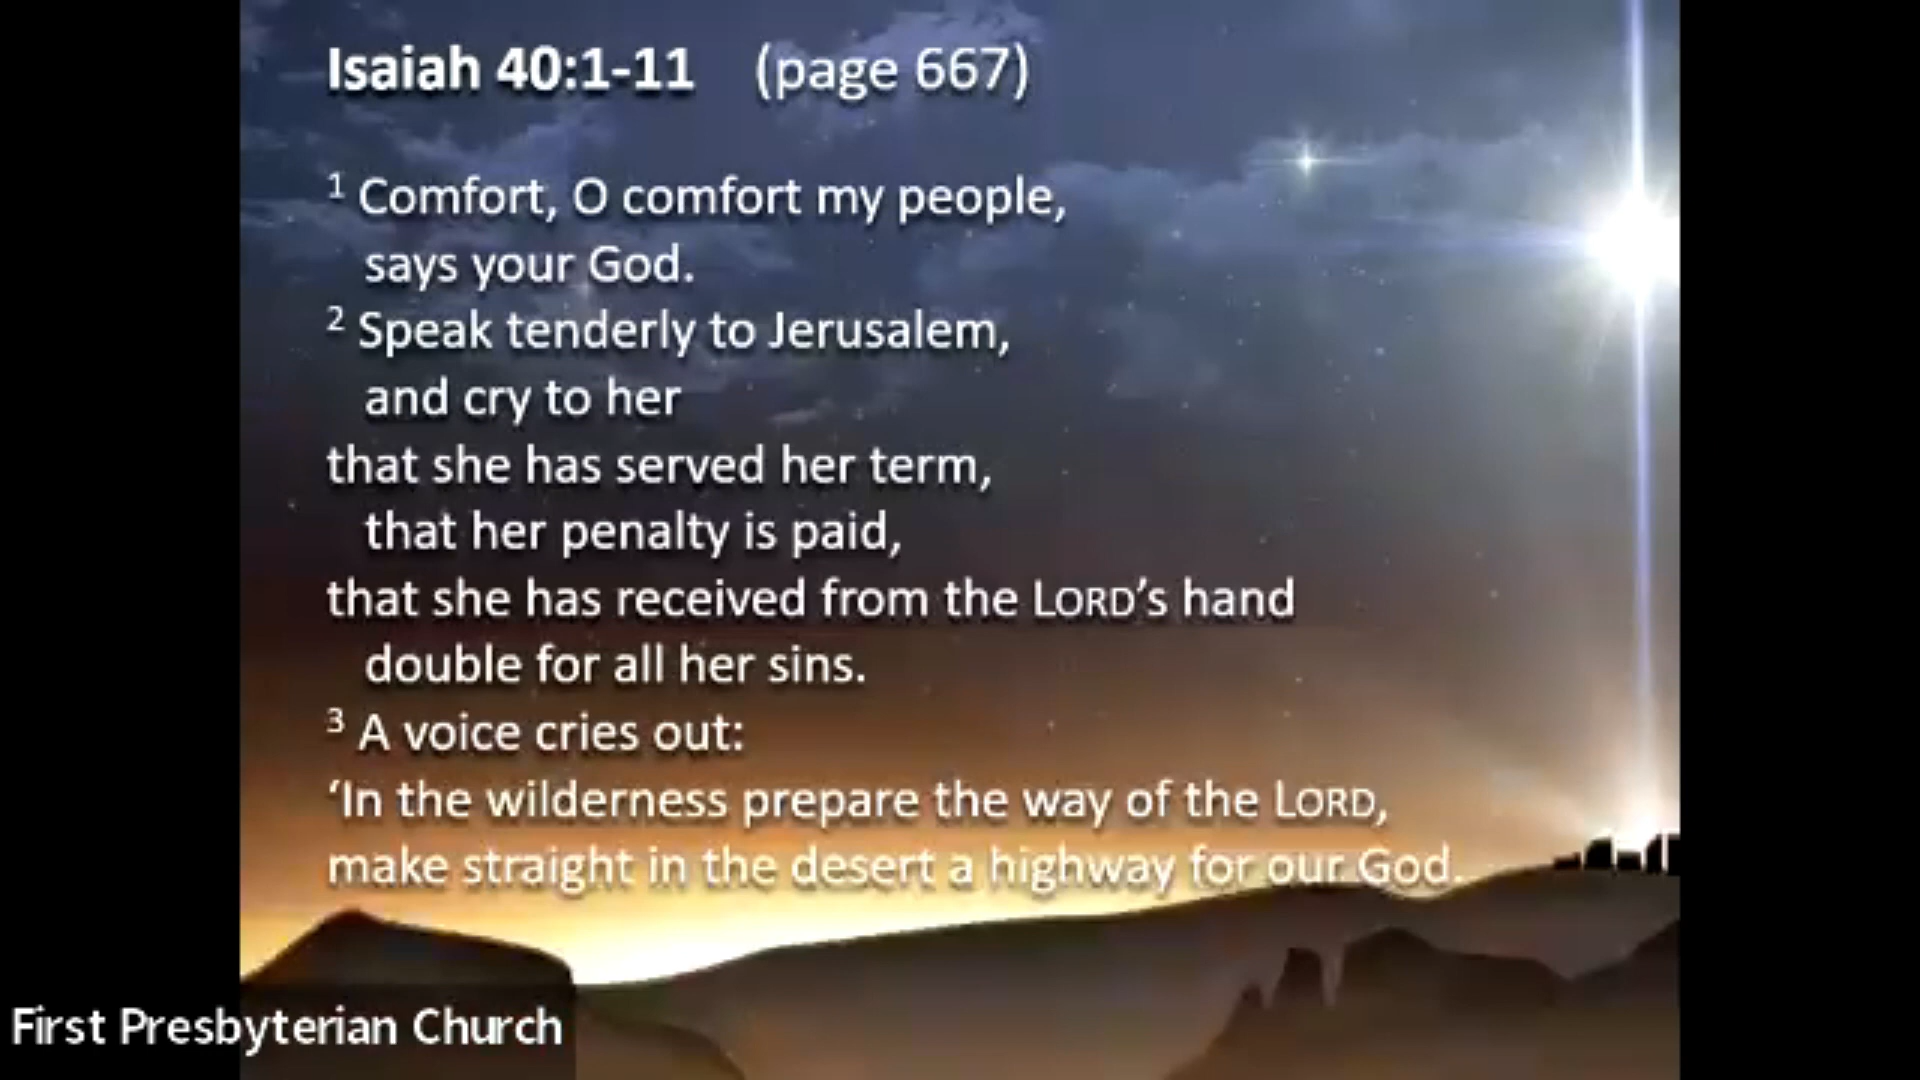 Isaiah 40:1-11 (page 667)
1 Comfort, O comfort my people,
says your God.
2 Speak tenderly to Jerusalem,
and cry to her
that she has served her term,
that her penalty is paid,
that she has received from the LORD’s hand
double for all her sins.
3 A voice cries out:
‘In the wilderness prepare the way of the LORD,
make straight in the desert a highway for our God.
First Presbyterian Church